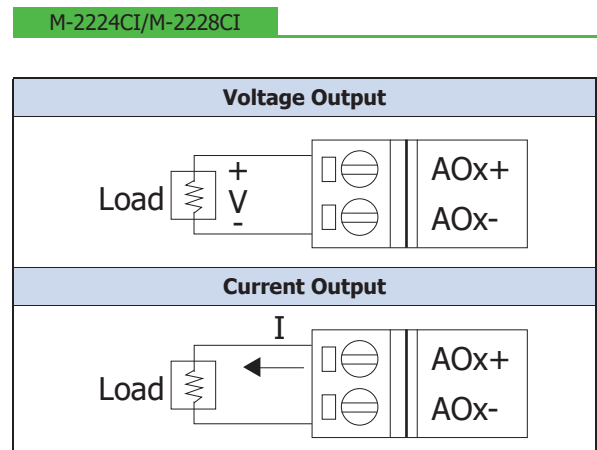 M-2224CI/M-2228CI
Voltage Output
+
Load V
-
AOx+
AOx-
Current Output
I
Load
AOx+
AOx-